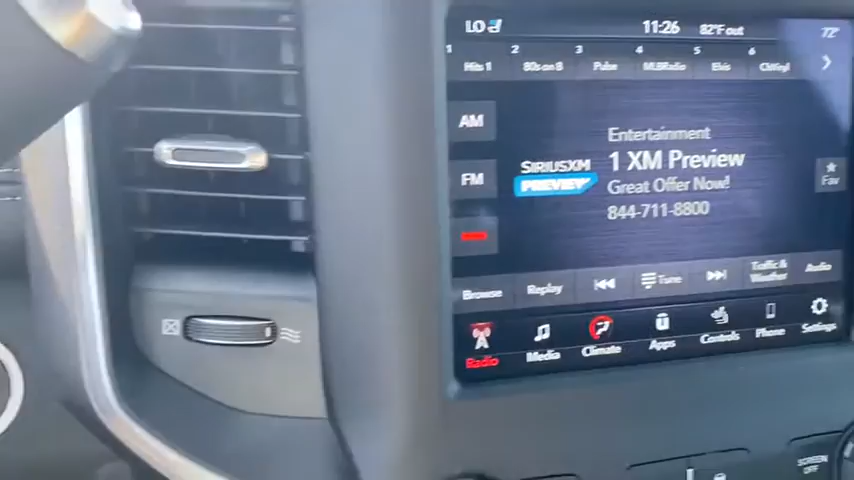 LO 11:26 82°F out 72°
1 2 3 4 5 6
Hits 1 80s on 8 Pulse MLBRadio Elvis
AM
FM
Entertainment
SIRIUSXM 1 XM Preview
PREVIEW Great Offer Now
844-711-8800
Fav
Browse Replay Tune Traffic & Weather Audio
Radio Media Climate Apps Controls Phone Settings
SCREEN
OFF